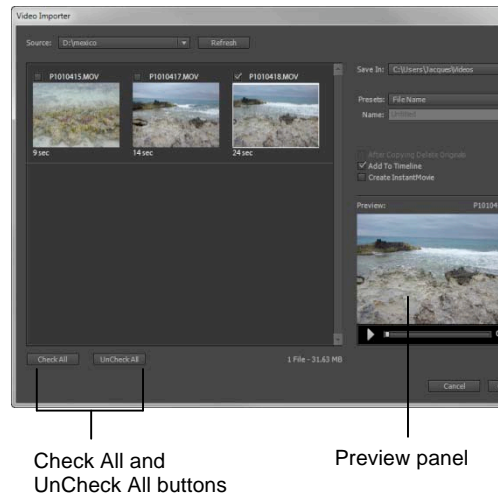 Video Importer
Source: D:\mexico Refresh
P1010415.MOV P1010417.MOV P1010418.MOV
9 sec 14 sec 24 sec
Check All UnCheck All 1 File - 31.63 MB
Save In: C:\Users\Jacques\Videos
Presets: File Name
Name: Untitled
After Copying Delete Originals
Add To Timeline
Create InstantMovie
Preview: P10104
Cancel
Check All and
UnCheck All buttons
Preview panel